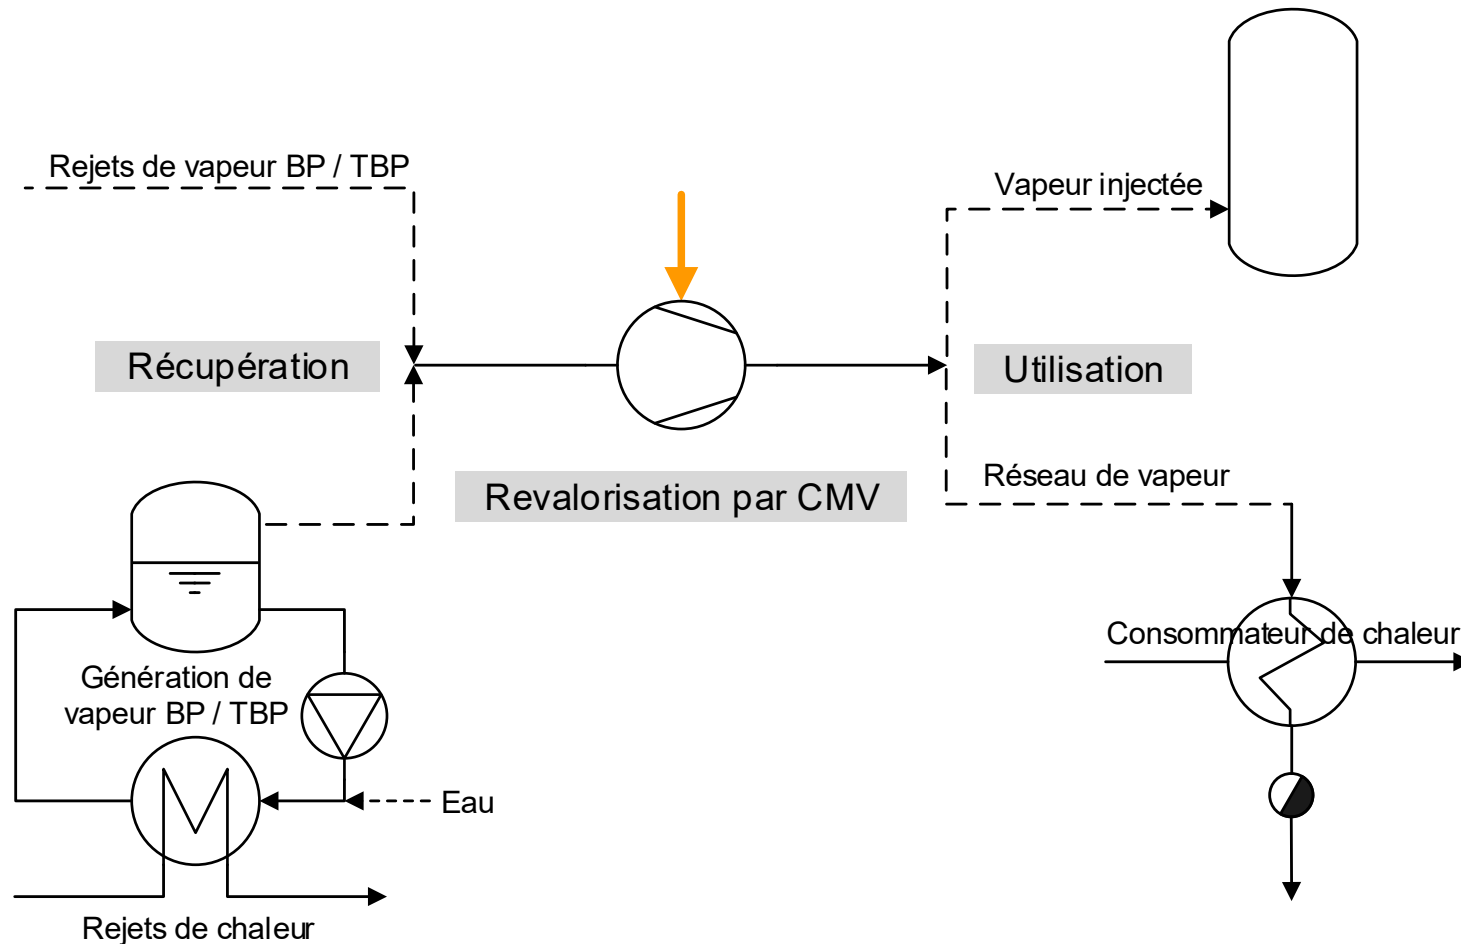 Rejets de vapeur BP / TBP
Vapeur injectée
Récupération
Utilisation
Revalorisation par CMV
Réseau de vapeur
Consommateur de chaleur
Génération de
vapeur BP / TBP
Eau
Rejets de chaleur